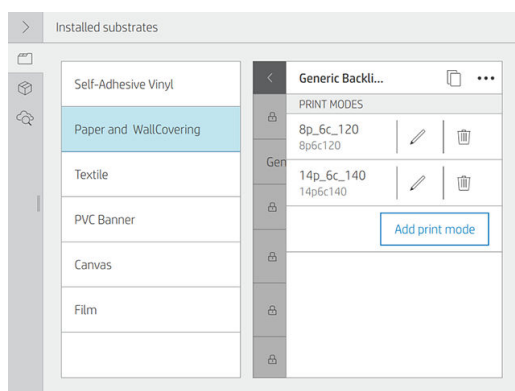 Installed substrates
Self-Adhesive Vinyl
Paper and WallCovering
Textile
PVC Banner
Canvas
Film
Gen
Generic Backli...
PRINT MODES
8p_6c_120
8p6c120
14p_6c_140
14p6c140
Add print mode